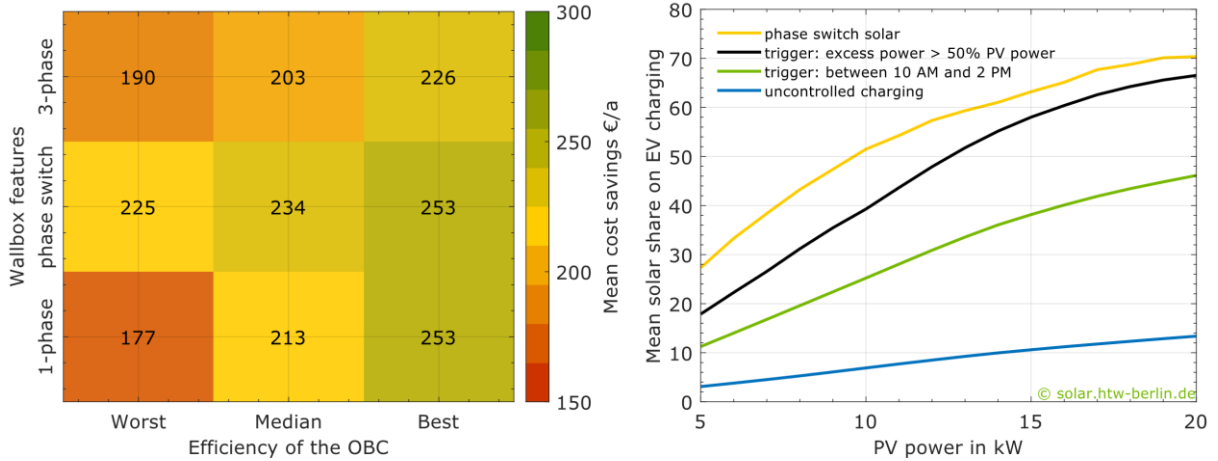 Wallbox features
3-phase
phase switch
1-phase
190 203 226
225 234 253
177 213 253
Worst Median Best
Efficiency of the OBC
300
250
200
150
Mean cost savings €/a
Mean solar share on EV charging
80
70
60
50
40
30
20
10
0
phase switch solar
trigger: excess power > 50% PV power
trigger: between 10 AM and 2 PM
uncontrolled charging
© solar.htw-berlin.de
5 10 15 20
PV power in kW